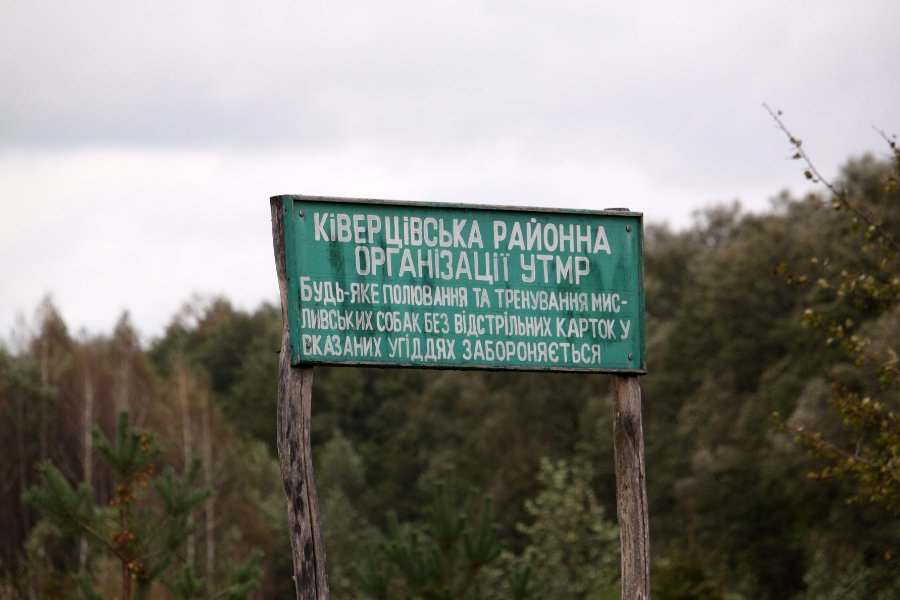 КІВЕРЦІВСЬКА РАЙОННА
ОРГАНІЗАЦІЇ УТМР
БУДЬ-ЯКЕ ПОЛЮВАННЯ ТА ТРЕНУВАННЯ МИС-
ЛИВСЬКИХ СОБАК БЕЗ ВІДСТРІЛЬНИХ КАРТОК У
СКАЗАНИХ УГІДДЯХ ЗАБОРОНЯЄТЬСЯ